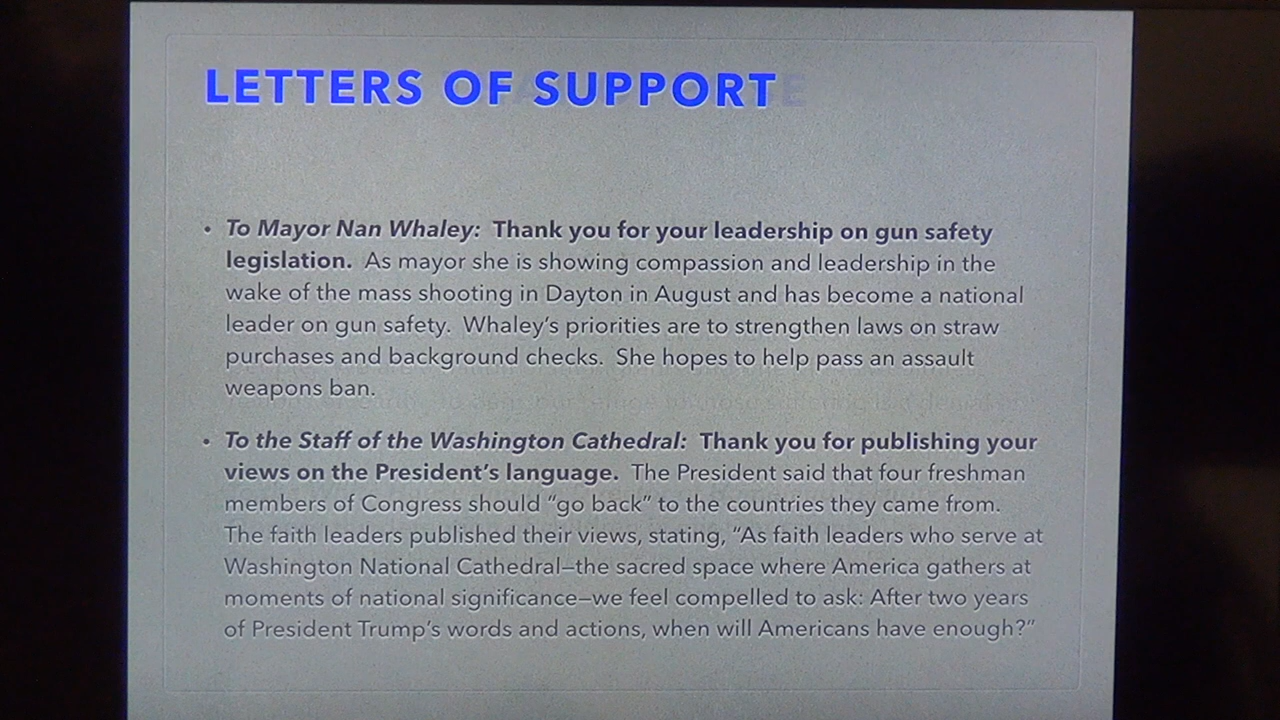 LETTERS OF SUPPORT
• To Mayor Nan Whaley: Thank you for your leadership on gun safety
legislation. As mayor she is showing compassion and leadership in the
wake of the mass shooting in Dayton in August and has become a national
leader on gun safety. Whaley's priorities are to strengthen laws on straw
purchases and background checks. She hopes to help pass an assault
weapons ban.
• To the Staff of the Washington Cathedral: Thank you for publishing your
views on the President's language. The President said that four freshman
members of Congress should "go back" to the countries they came from.
The faith leaders published their views, stating, "As faith leaders who serve at
Washington National Cathedral—the sacred space where America gathers at
moments of national significance—we feel compelled to ask: After two years
of President Trump's words and actions, when will Americans have enough?"